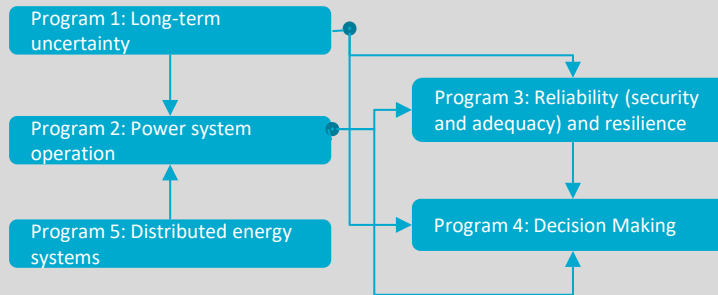 Program 1: Long-term
uncertainty
Program 2: Power system
operation
Program 5: Distributed energy
systems
Program 3: Reliability (security
and adequacy) and resilience
Program 4: Decision Making